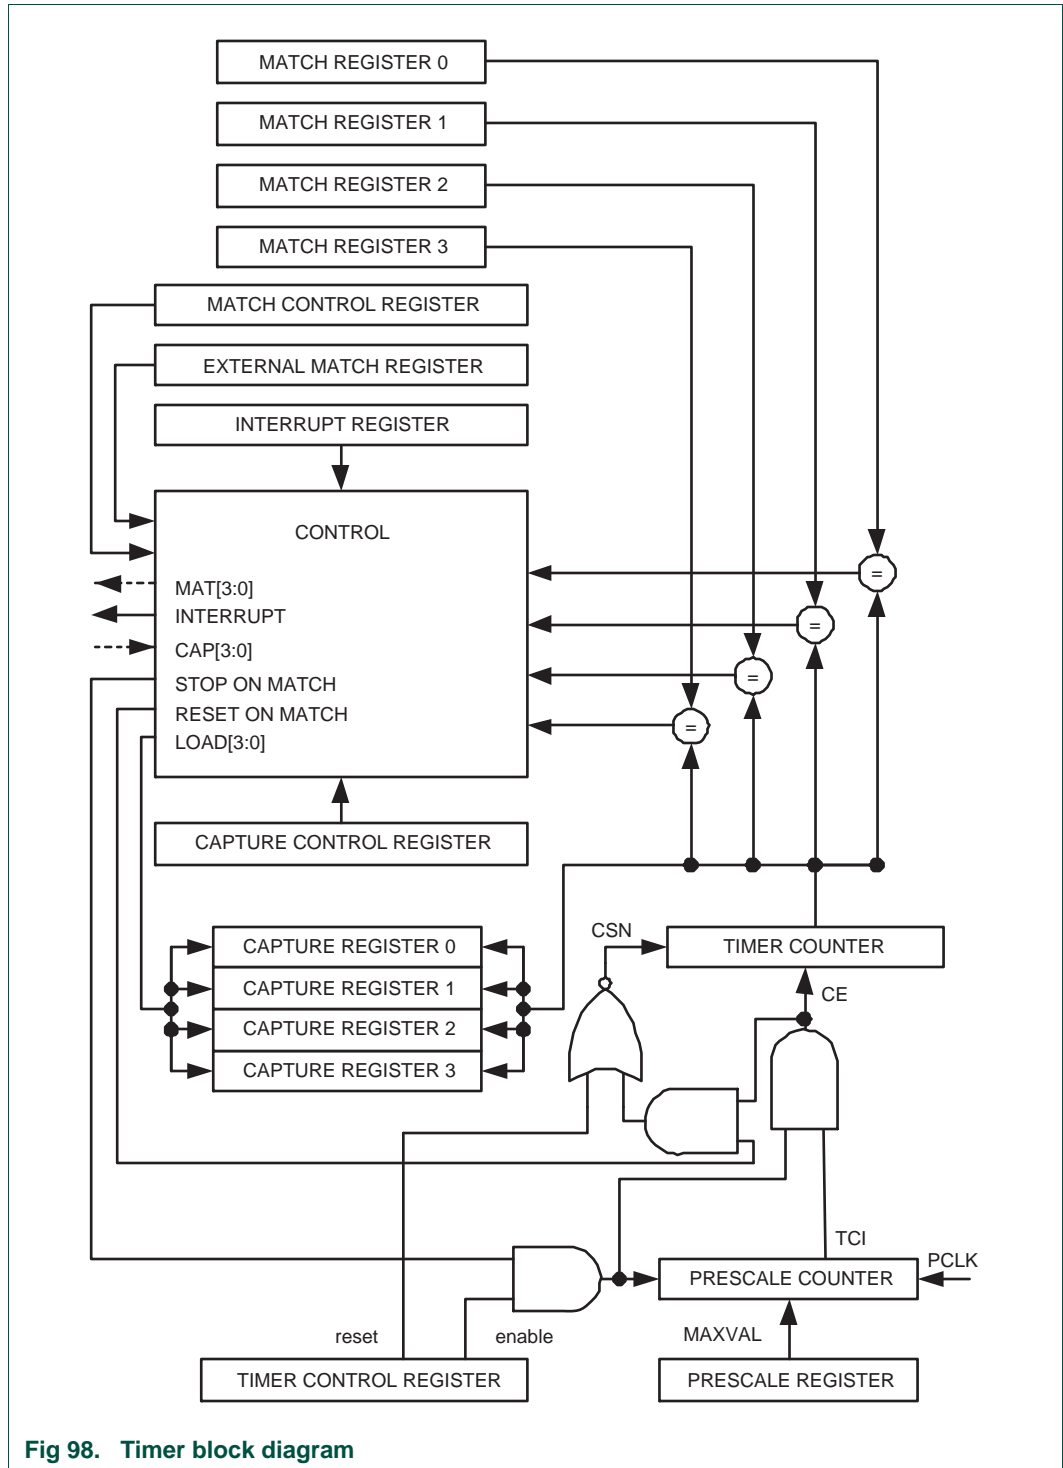 MATCH REGISTER 0
MATCH REGISTER 1
MATCH REGISTER 2
MATCH REGISTER 3
MATCH CONTROL REGISTER
EXTERNAL MATCH REGISTER
INTERRUPT REGISTER
CONTROL
MAT[3:0]
INTERRUPT
CAP[3:0]
STOP ON MATCH
RESET ON MATCH
LOAD[3:0]
=
=
=
=
CAPTURE CONTROL REGISTER
CSN
TIMER COUNTER
CE
CAPTURE REGISTER 0
CAPTURE REGISTER 1
CAPTURE REGISTER 2
CAPTURE REGISTER 3
TCI
PCLK
PRESCALE COUNTER
reset
enable
MAXVAL
TIMER CONTROL REGISTER
PRESCALE REGISTER
Fig 98. Timer block diagram